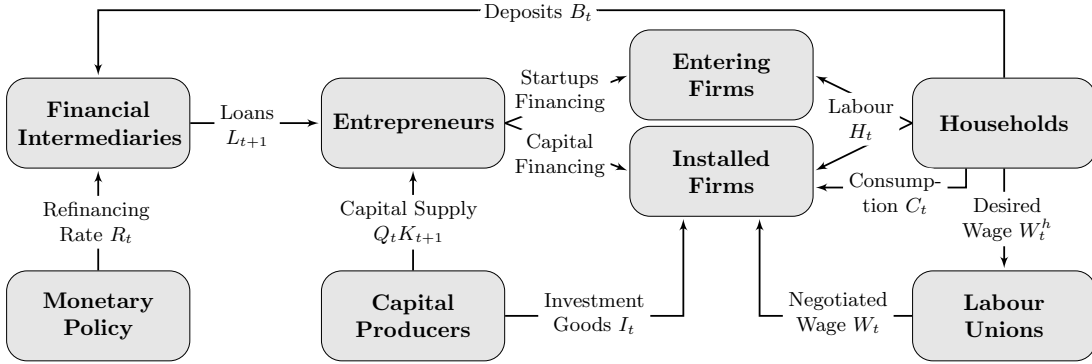 Deposits B_t
Financial
Intermediaries
Loans
L_{t+1}
Entrepreneurs
Startups
Financing
Capital
Financing
Entering
Firms
Installed
Firms
Labour
H_t
Households
Consump-
tion C_t
Desired
Wage W_t^h
Refinancing
Rate R_t
Capital Supply
Q_tK_{t+1}
Monetary
Policy
Capital
Producers
Investment
Goods I_t
Negotiated
Wage W_t
Labour
Unions